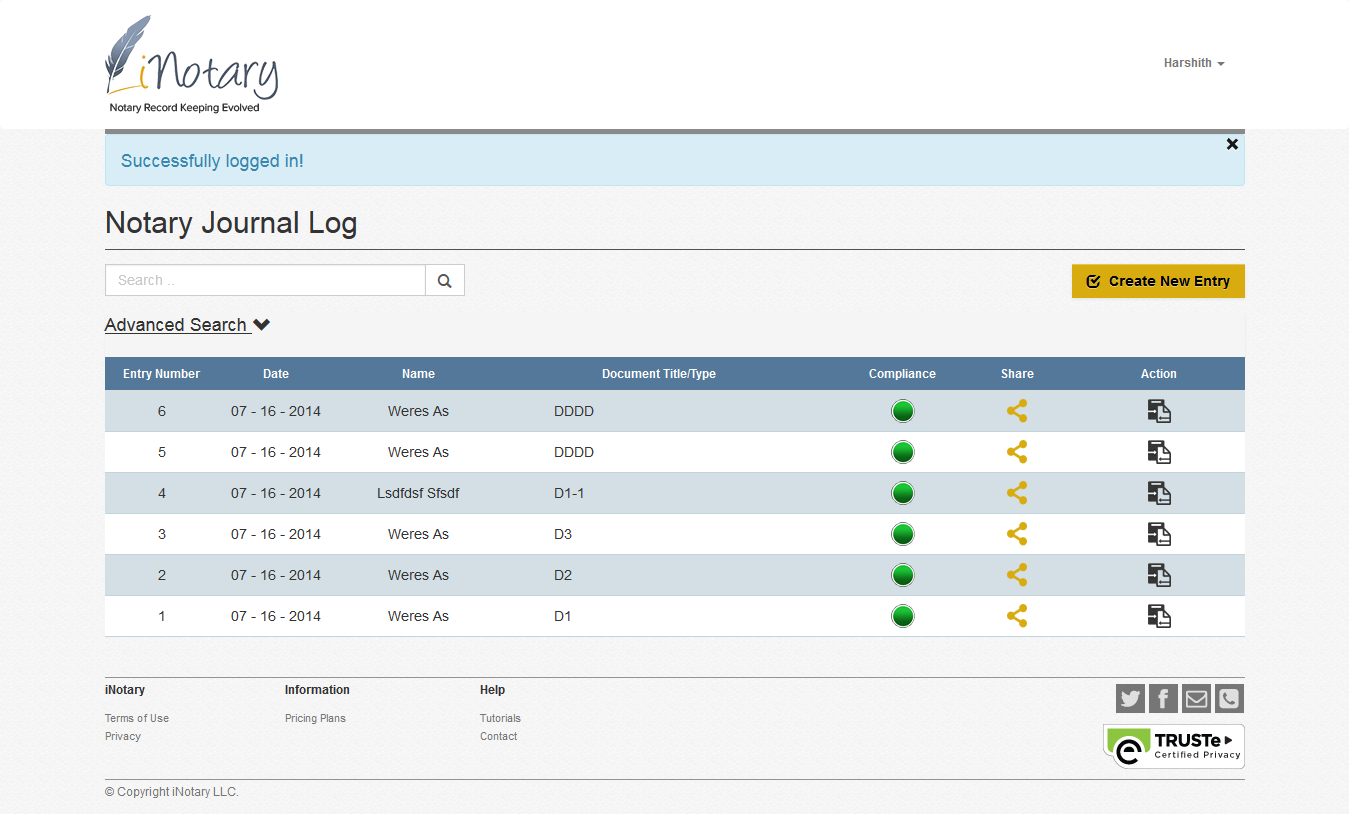 iNotary
Notary Record Keeping Evolved
Harshith
Successfully logged in!
Notary Journal Log
Search ..
Create New Entry
Advanced Search
Entry Number Date Name Document Title/Type Compliance Share Action
6 07 - 16 - 2014 Weres As DDDD
5 07 - 16 - 2014 Weres As DDDD
4 07 - 16 - 2014 Lsdfdsf Sfsdf D1-1
3 07 - 16 - 2014 Weres As D3
2 07 - 16 - 2014 Weres As D2
1 07 - 16 - 2014 Weres As D1
iNotary Information Help
Terms of Use Pricing Plans Tutorials
Privacy Contact
TRUSTe
Certified Privacy
© Copyright iNotary LLC.